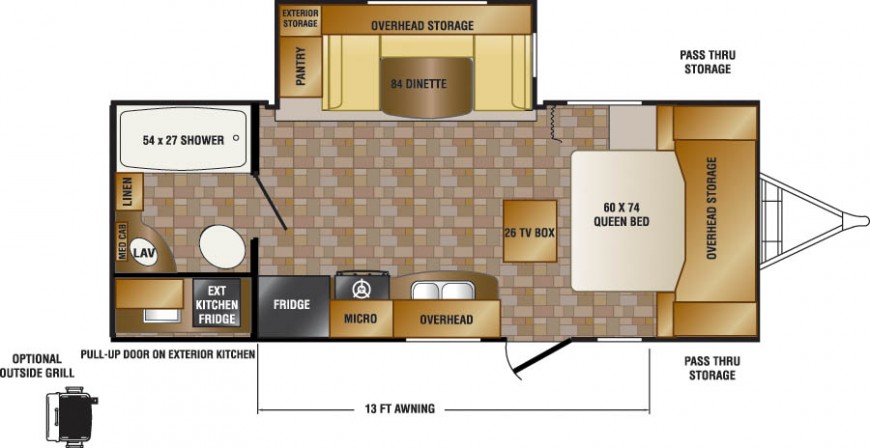 EXTERIOR
STORAGE
OVERHEAD STORAGE
PANTRY
84 DINETTE
PASS THRU
STORAGE
54 x 27 SHOWER
LINEN
MED CAB
LAV
60 X 74
QUEEN BED
OVERHEAD STORAGE
26 TV BOX
EXT
KITCHEN
FRIDGE
FRIDGE
MICRO
OVERHEAD
PULL-UP DOOR ON EXTERIOR KITCHEN
OPTIONAL
OUTSIDE GRILL
PASS THRU
STORAGE
13 FT AWNING